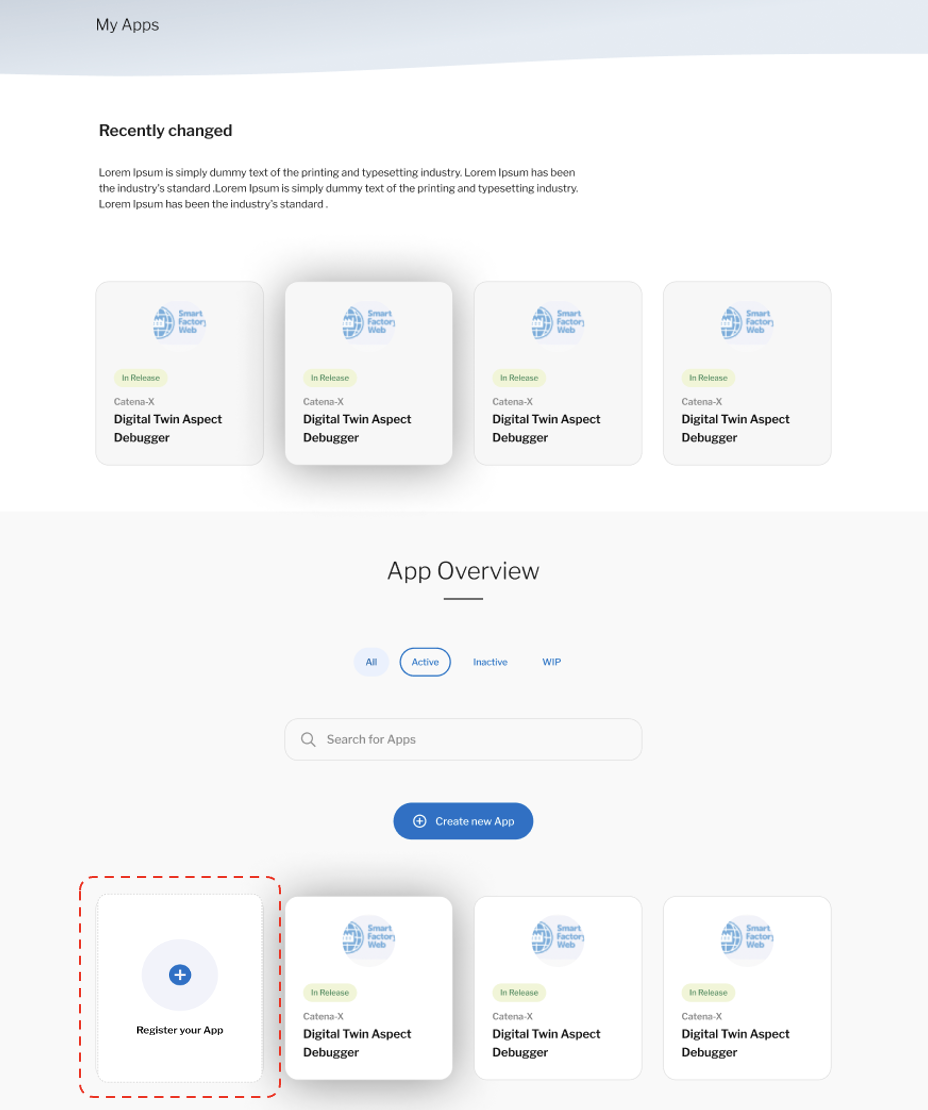 My Apps
Recently changed
Lorem Ipsum is simply dummy text of the printing and typesetting industry. Lorem Ipsum has been
the industry's standard .Lorem Ipsum is simply dummy text of the printing and typesetting industry.
Lorem Ipsum has been the industry's standard .
Smart
Factory
Web
In Release
Catena-X
Digital Twin Aspect
Debugger
Smart
Factory
Web
In Release
Catena-X
Digital Twin Aspect
Debugger
Smart
Factory
Web
In Release
Catena-X
Digital Twin Aspect
Debugger
Smart
Factory
Web
In Release
Catena-X
Digital Twin Aspect
Debugger
App Overview
All
Active
Inactive
WIP
Search for Apps
Create new App
Register your App
Smart
Factory
Web
In Release
Catena-X
Digital Twin Aspect
Debugger
Smart
Factory
Web
In Release
Catena-X
Digital Twin Aspect
Debugger
Smart
Factory
Web
In Release
Catena-X
Digital Twin Aspect
Debugger